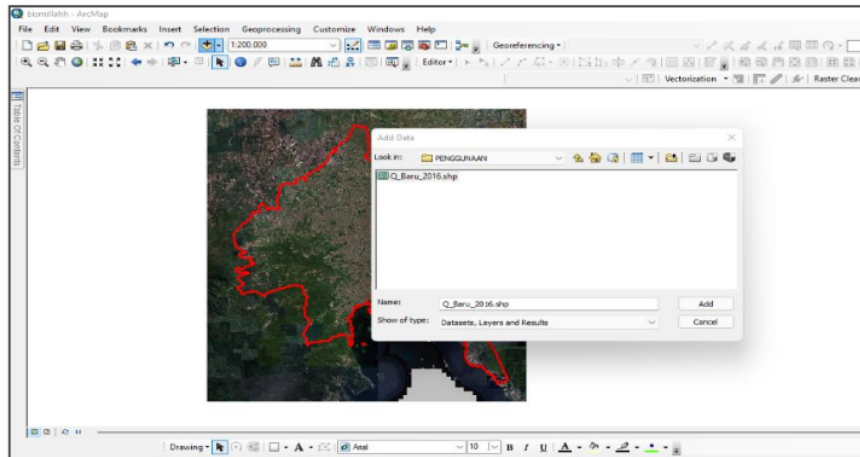 bismillahh - ArcMap
File Edit View Bookmarks Insert Selection Geoprocessing Customize Windows Help
1:200.000 Georeferencing
Editor
Vectorization Raster Clea
Table Of Contents
Add Data
Look in: PENGGUNAAN
Q_Baru_2016.shp
Name: Q_Baru_2016.shp Add
Show of type: Datasets, Layers and Results Cancel
Drawing A Arial 10 B I U A